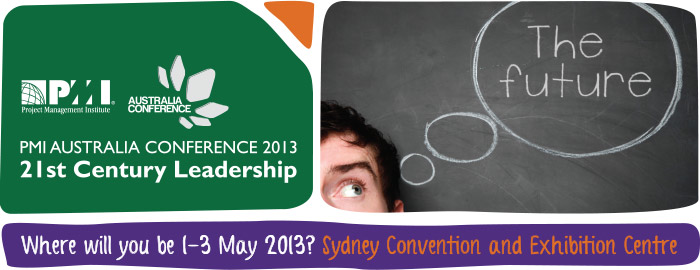 PMI®
Project Management Institute
AUSTRALIA
CONFERENCE
PMI AUSTRALIA CONFERENCE 2013
21st Century Leadership
The
future
Where will you be 1-3 May 2013? Sydney Convention and Exhibition Centre